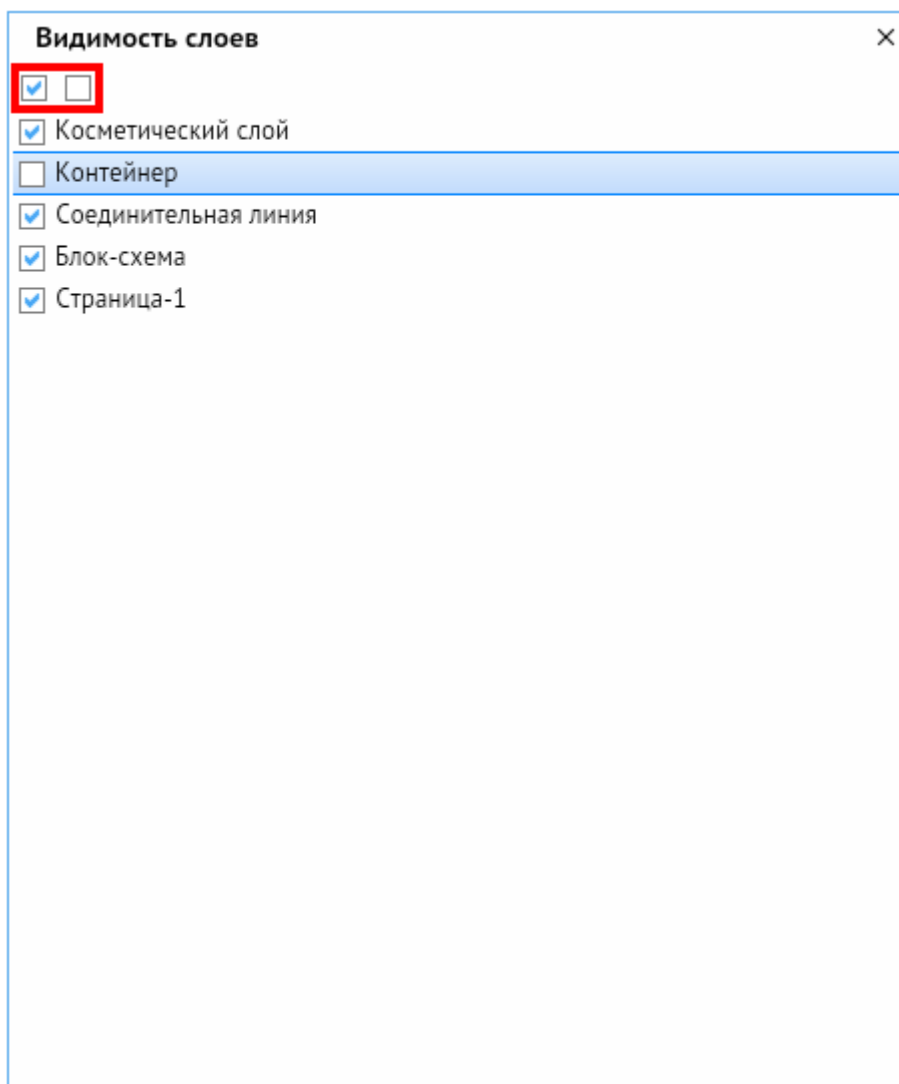 Видимость слоев
Косметический слой
Контейнер
Соединительная линия
Блок-схема
Страница-1